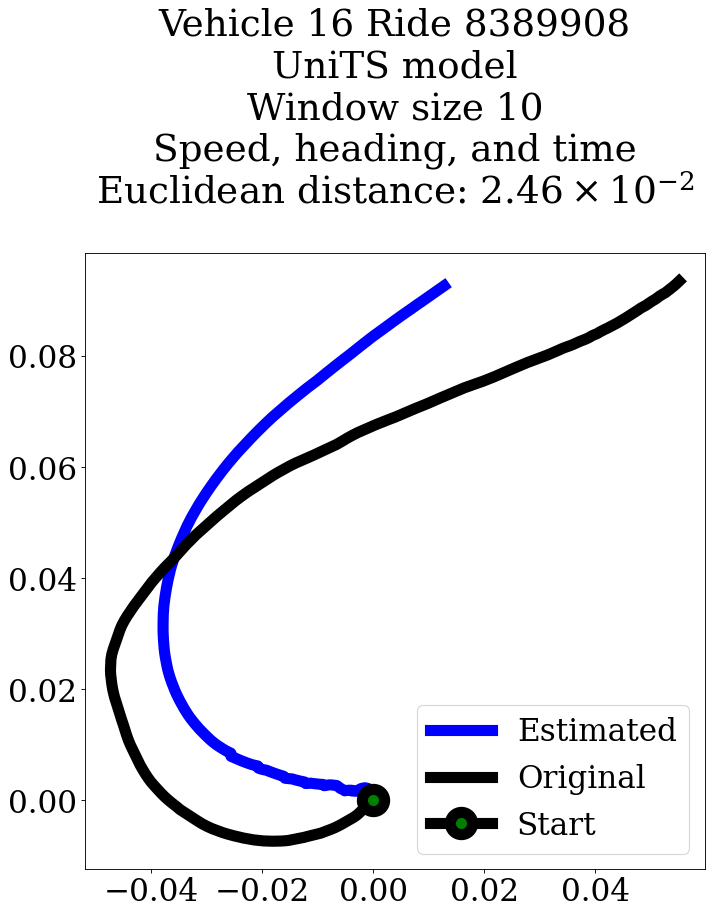 Vehicle 16 Ride 8389908
UniTS model
Window size 10
Speed, heading, and time
Euclidean distance: 2.46 × 10⁻²
0.08
0.06
0.04
0.02
0.00
−0.04 −0.02 0.00 0.02 0.04
Estimated
Original
Start